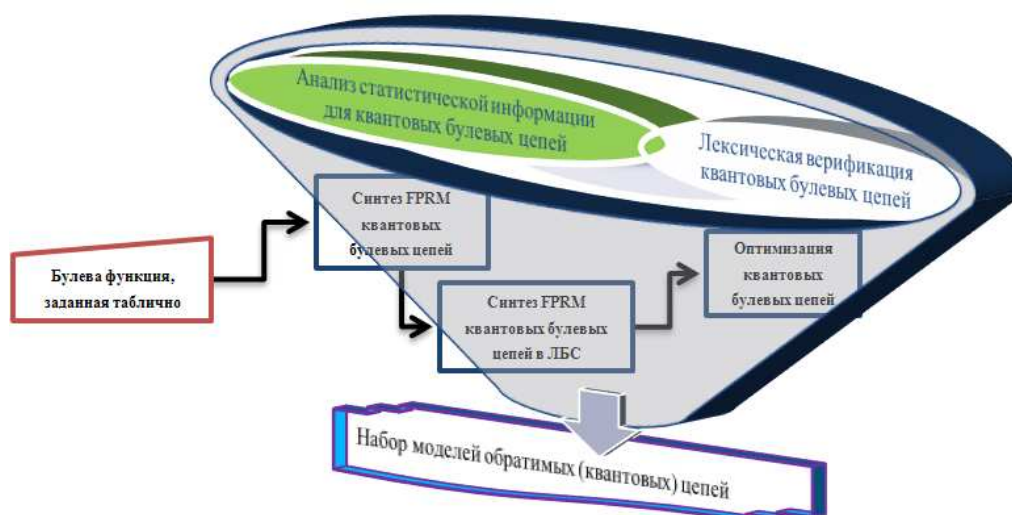 Анализ статистической информации
для квантовых булевых цепей
Лексическая верификация
квантовых булевых цепей
Синтез FPRM
квантовых
булевых цепей
Булева функция,
заданная таблично
Оптимизация
квантовых
булевых цепей
Синтез FPRM
квантовых булевых
цепей в ЛБС
Набор моделей обратимых (квантовых) цепей